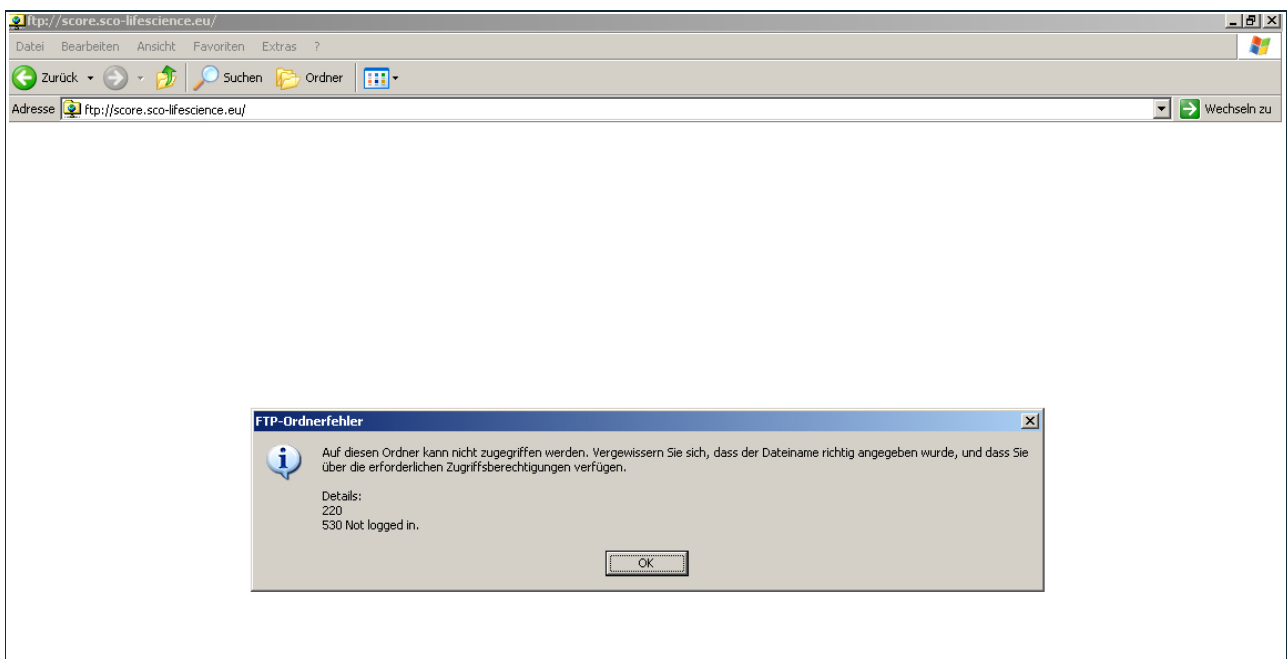 ftp://score.sco-lifescience.eu/
Datei Bearbeiten Ansicht Favoriten Extras ?
Zurück Suchen Ordner
Adresse ftp://score.sco-lifescience.eu/ Wechseln zu
FTP-Ordnerfehler
Auf diesen Ordner kann nicht zugegriffen werden. Vergewissern Sie sich, dass der Dateiname richtig angegeben wurde, und dass Sie
über die erforderlichen Zugriffsberechtigungen verfügen.
Details:
220
530 Not logged in.
OK